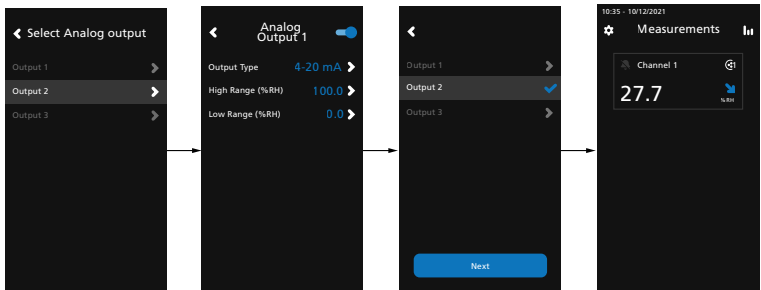 Select Analog output
Output 1
Output 2
Output 3
Analog
Output 1
Output Type 4-20 mA
High Range (%RH) 100.0
Low Range (%RH) 0.0
Output 1
Output 2
Output 3
Next
10:35 - 10/12/2021
Measurements
Channel 1 1
27.7
%RH